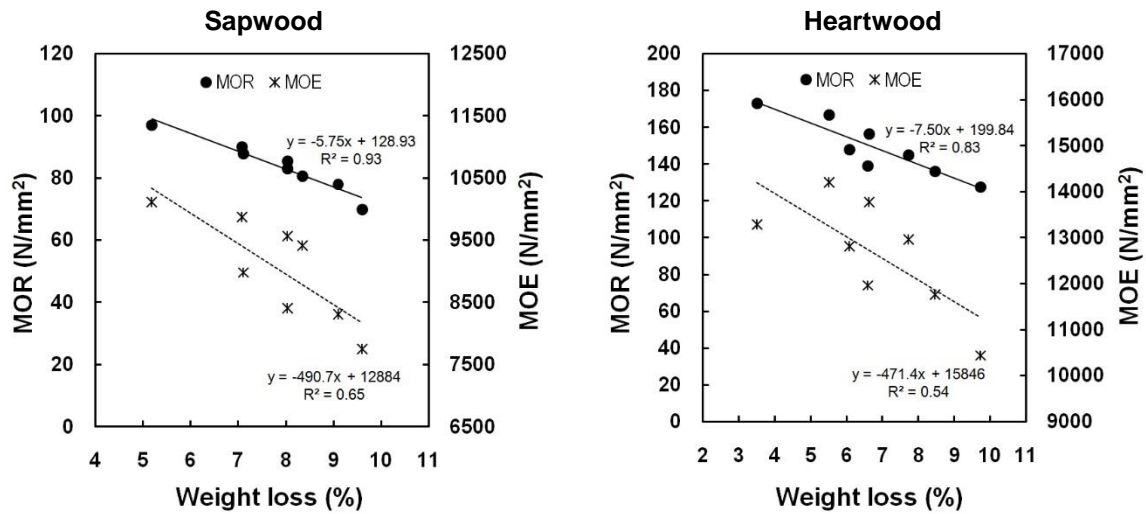 Sapwood
MOR (N/mm²)
120
100
80
60
40
20
0
MOR MOE
y = -5.75x + 128.93
R² = 0.93
y = -490.7x + 12884
R² = 0.65
12500
11500
10500
9500
8500
7500
6500
MOE (N/mm²)
4 5 6 7 8 9 10 11
Weight loss (%)
Heartwood
MOR (N/mm²)
200
180
160
140
120
100
80
60
40
20
0
MOR MOE
y = -7.50x + 199.84
R² = 0.83
y = -471.4x + 15846
R² = 0.54
17000
16000
15000
14000
13000
12000
11000
10000
9000
MOE (N/mm²)
2 3 4 5 6 7 8 9 10 11
Weight loss (%)